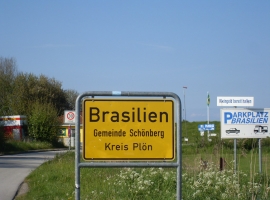 Brasilien
Gemeinde Schönberg
Kreis Plön
PARKPLATZ
BRASILIEN